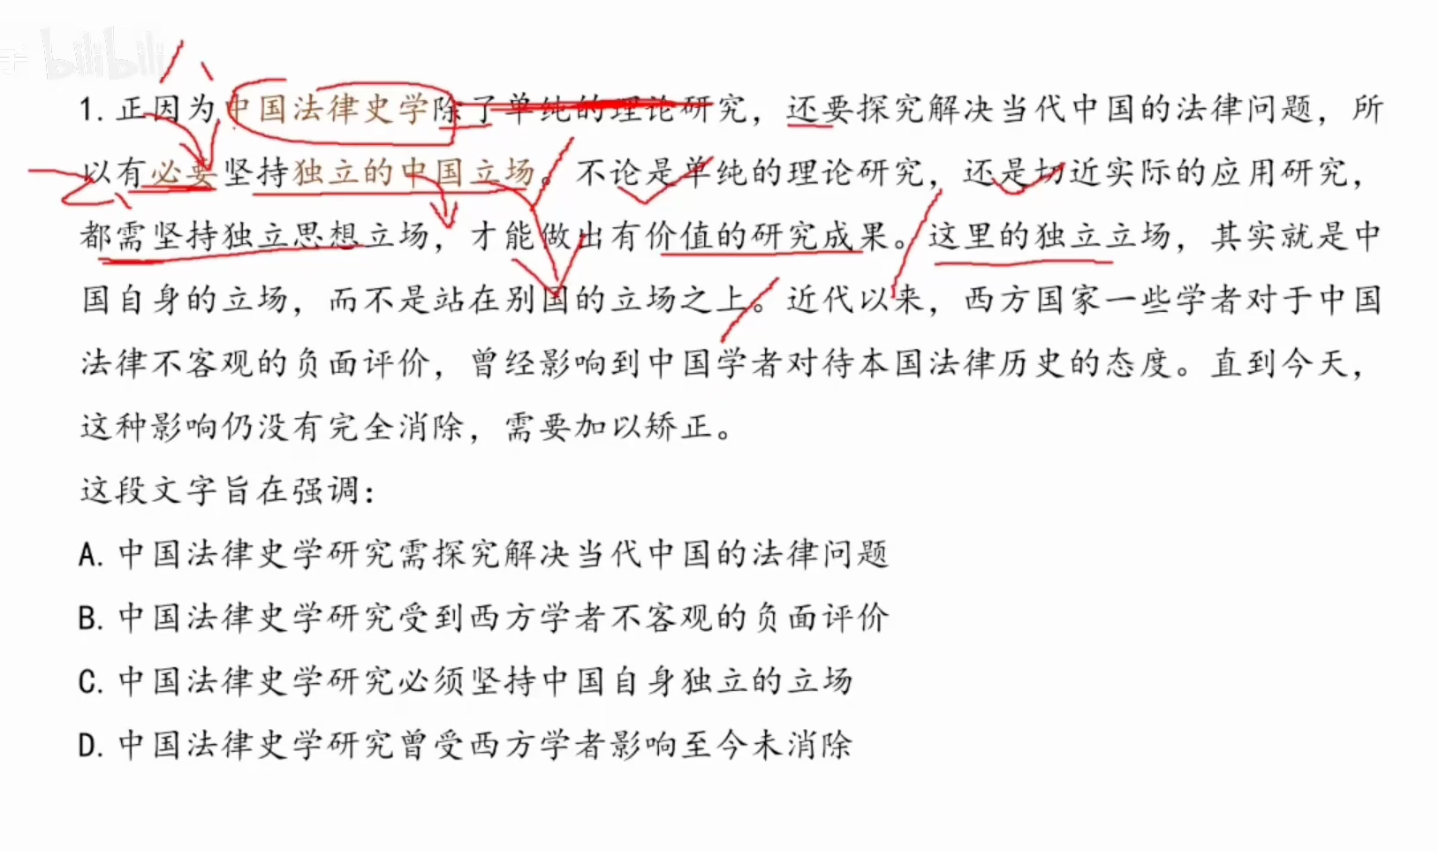 bilibili
1. 正因为中国法律史学除了单纯的理论研究，还要探究解决当代中国的法律问题，所
以有必要坚持独立的中国立场。不论是单纯的理论研究，还是切近实际的应用研究，
都需坚持独立思想立场，才能做出有价值的研究成果。这里的独立立场，其实就是中
国自身的立场，而不是站在别国的立场之上。近代以来，西方国家一些学者对于中国
法律不客观的负面评价，曾经影响到中国学者对待本国法律历史的态度。直到今天，
这种影响仍没有完全消除，需要加以矫正。
这段文字旨在强调：
A. 中国法律史学研究需探究解决当代中国的法律问题
B. 中国法律史学研究受到西方学者不客观的负面评价
C. 中国法律史学研究必须坚持中国自身独立的立场
D. 中国法律史学研究曾受西方学者影响至今未消除